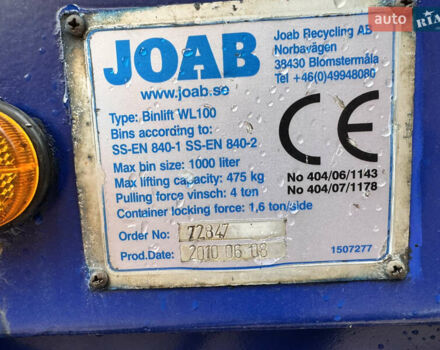 auto RIA
JOAB
www.joab.se
Joab Recycling AB
Norbavägen
38430 Blomstermåla
Tel +46(0)49948080
Type: Binlift WL100
Bins according to:
SS-EN 840-1 SS-EN 840-2
Max bin size: 1000 liter
Max lifting capacity: 475 kg
Pulling force vinsch: 4 ton
Container locking force: 1,6 ton/side
CE
No 404/06/1143
No 404/07/1178
Order No: 72847
Prod.Date: 2010 06 08
1507277